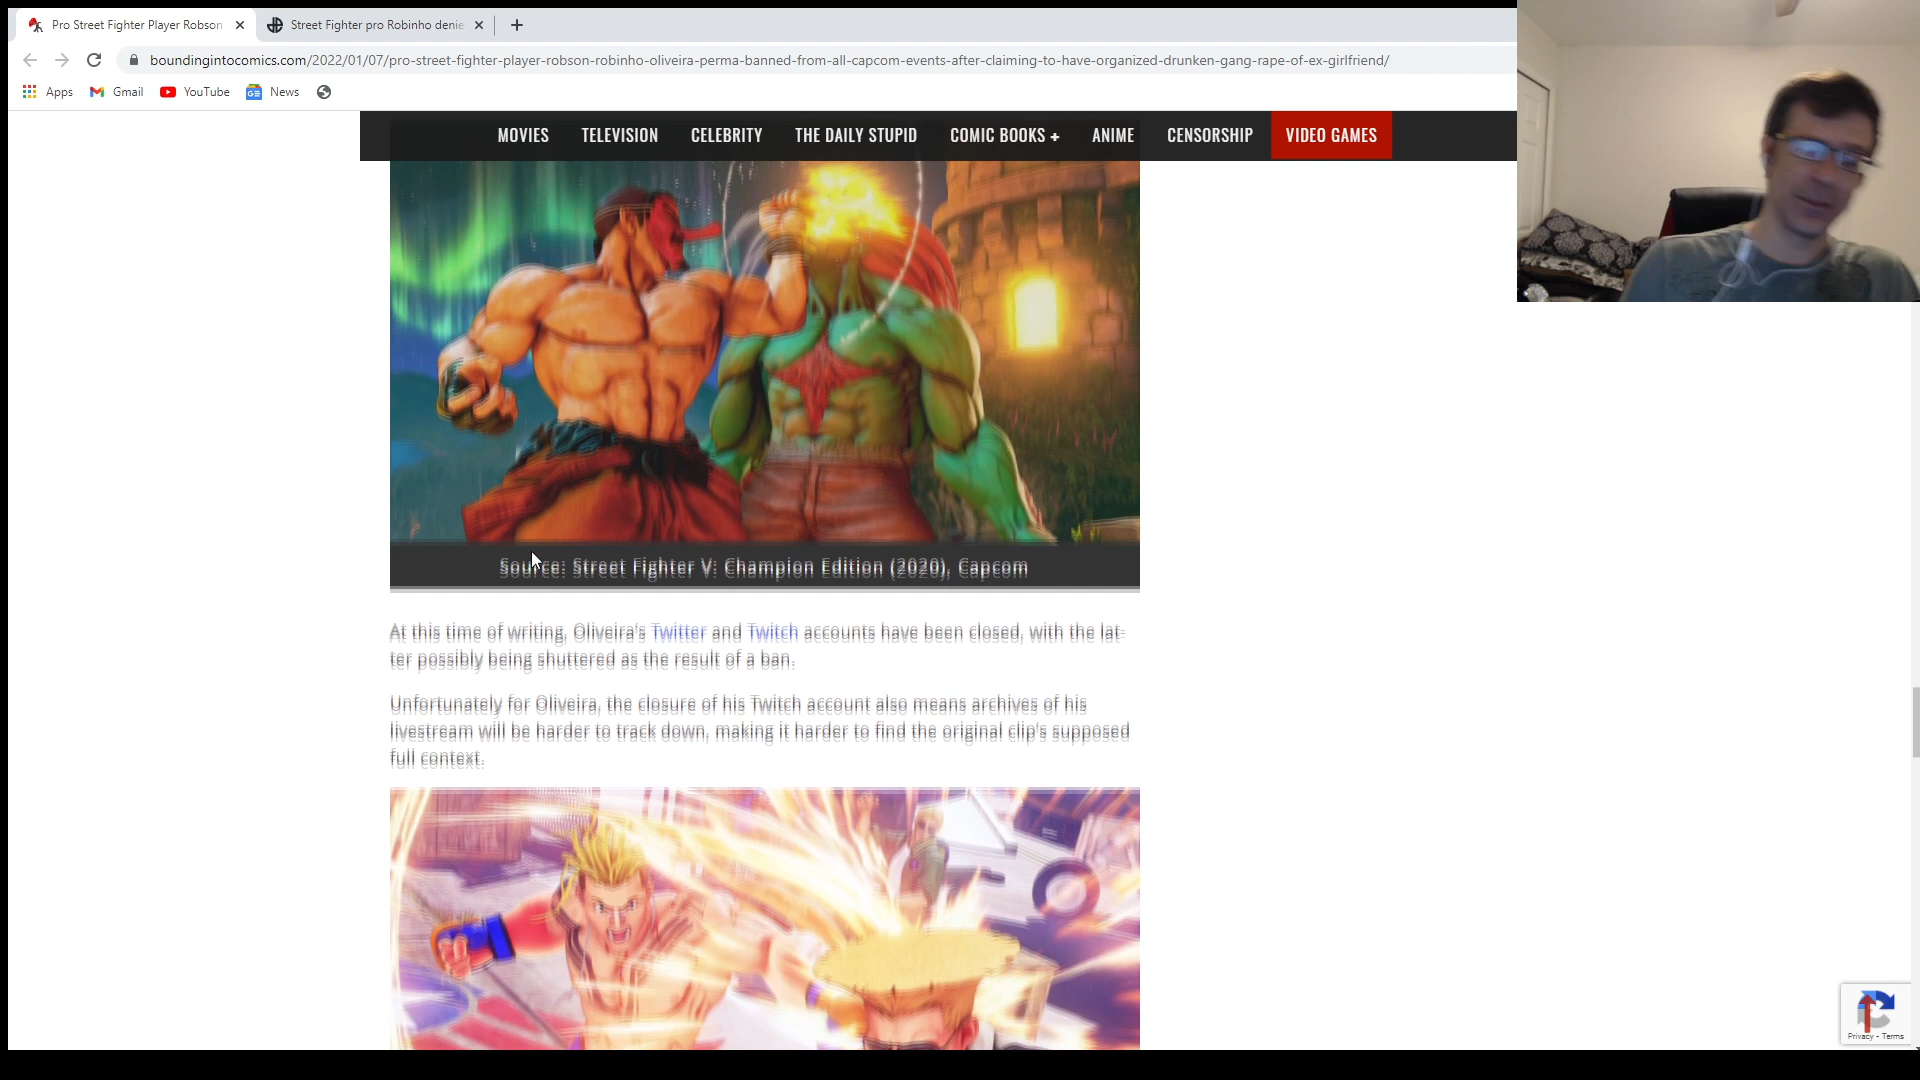 Pro Street Fighter Player Robson
Street Fighter pro Robinho denie
boundingintocomics.com/2022/01/07/pro-street-fighter-player-robson-robinho-oliveira-perma-banned-from-all-capcom-events-after-claiming-to-have-organized-drunken-gang-rape-of-ex-girlfriend/
Apps Gmail YouTube News
MOVIES TELEVISION CELEBRITY THE DAILY STUPID COMIC BOOKS + ANIME CENSORSHIP VIDEO GAMES
Source: Street Fighter V: Champion Edition (2020), Capcom
At this time of writing, Oliveira's Twitter and Twitch accounts have been closed, with the lat-
ter possibly being shuttered as the result of a ban.
Unfortunately for Oliveira, the closure of his Twitch account also means archives of his
livestream will be harder to track down, making it harder to find the original clip's supposed
full context.
Privacy - Terms